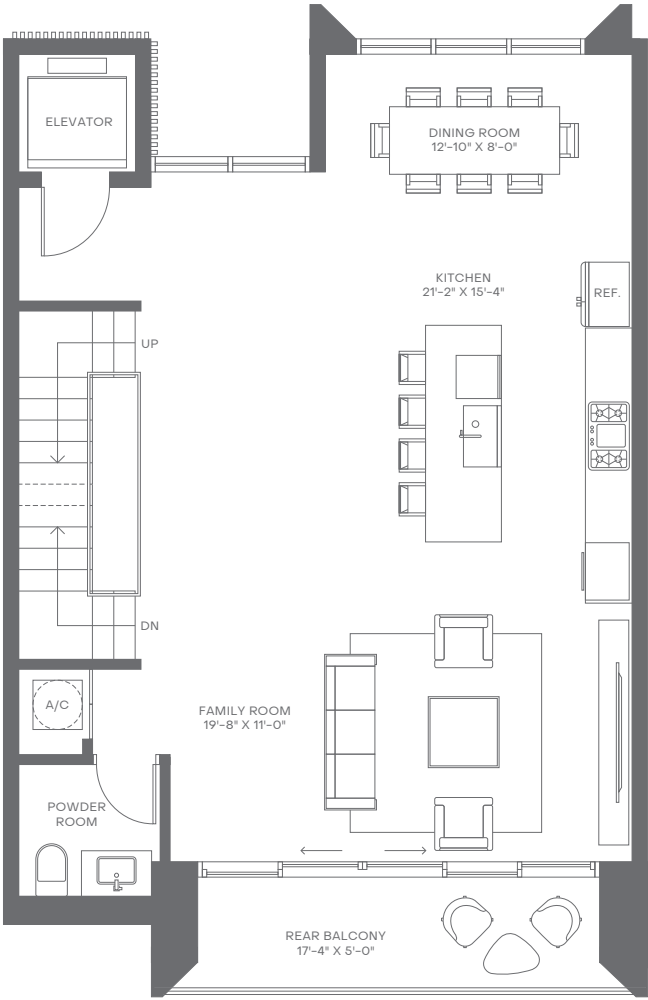 ELEVATOR
DINING ROOM
12'-10" X 8'-0"
KITCHEN
21'-2" X 15'-4"
REF.
UP
DN
A/C
FAMILY ROOM
19'-8" X 11'-0"
POWDER
ROOM
REAR BALCONY
17'-4" X 5'-0"